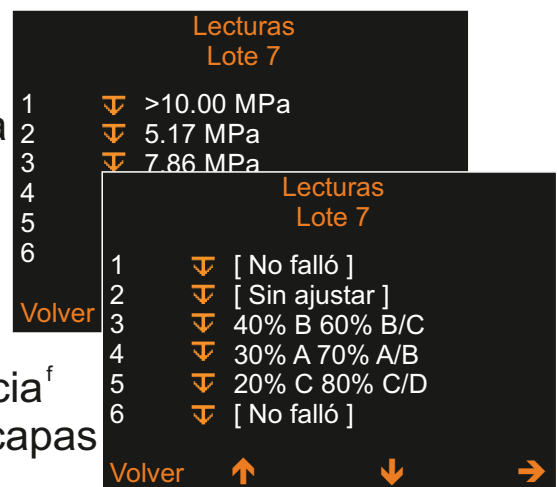 Lecturas
Lote 7
1 >10.00 MPa
a
2 5.17 MPa
3 7.86 MPa
4
5
6
Volver
Lecturas
Lote 7
1 [ No falló ]
2 [ Sin ajustar ]
3 40% B 60% B/C
4 30% A 70% A/B
5 20% C 80% C/D
6 [ No falló ]
Volver
cia f
capas